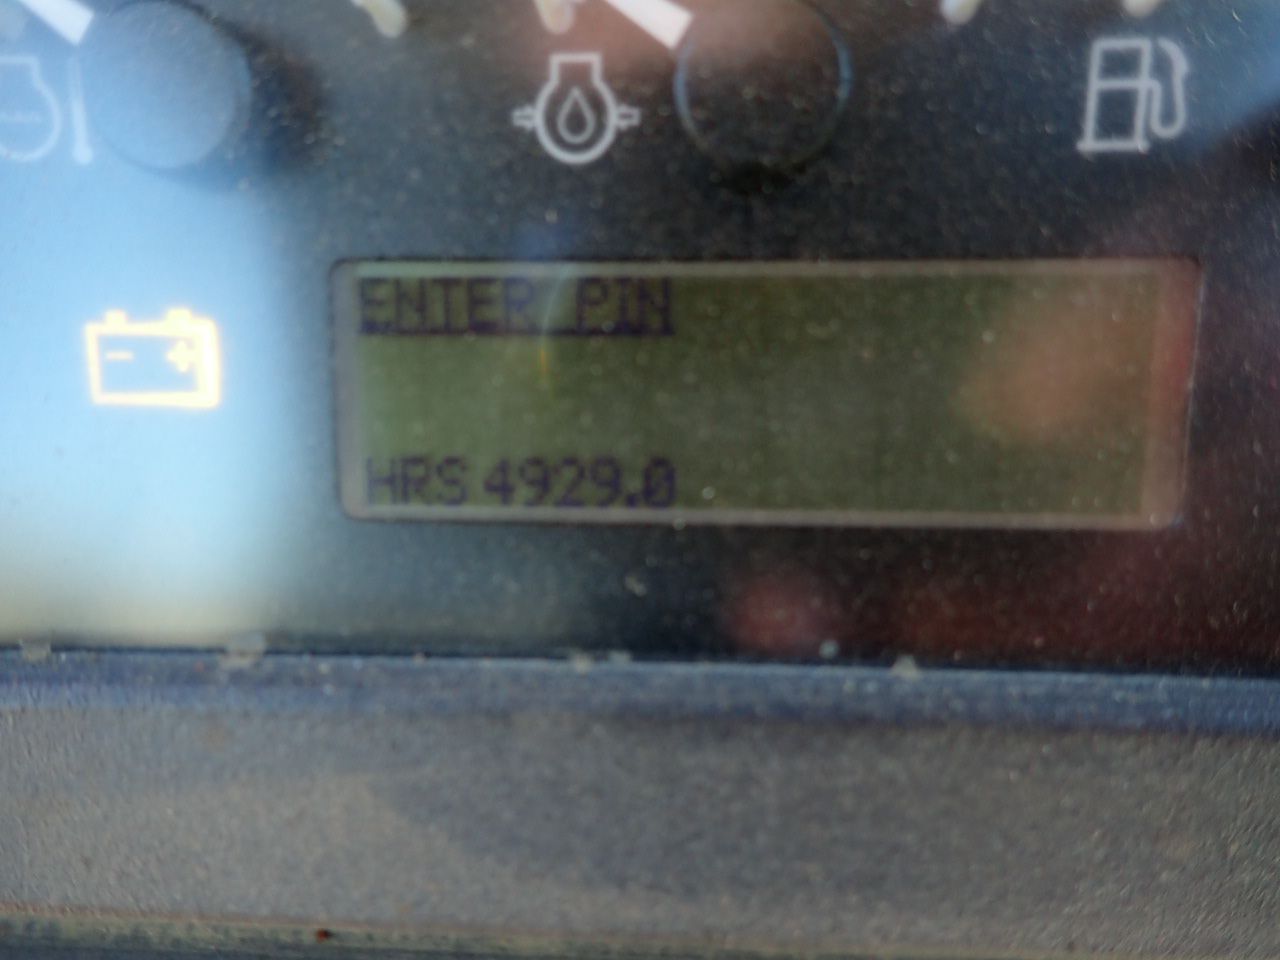 ENTER PIN
HRS 4929.0